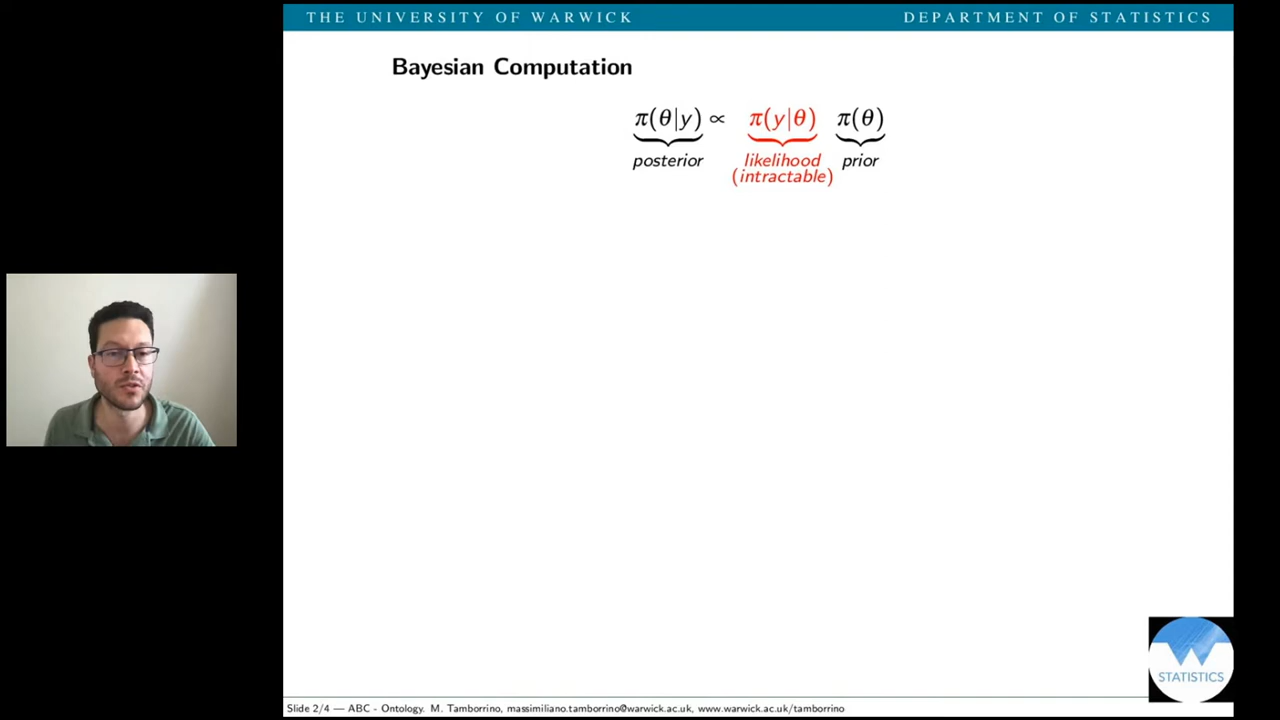 THE UNIVERSITY OF WARWICK DEPARTMENT OF STATISTICS
Bayesian Computation
π(θ|y) ∝ π(y|θ) π(θ)
posterior likelihood prior
(intractable)
STATISTICS
Slide 2/4 — ABC - Ontology. M. Tamborrino, massimiliano.tamborrino@warwick.ac.uk, www.warwick.ac.uk/tamborrino